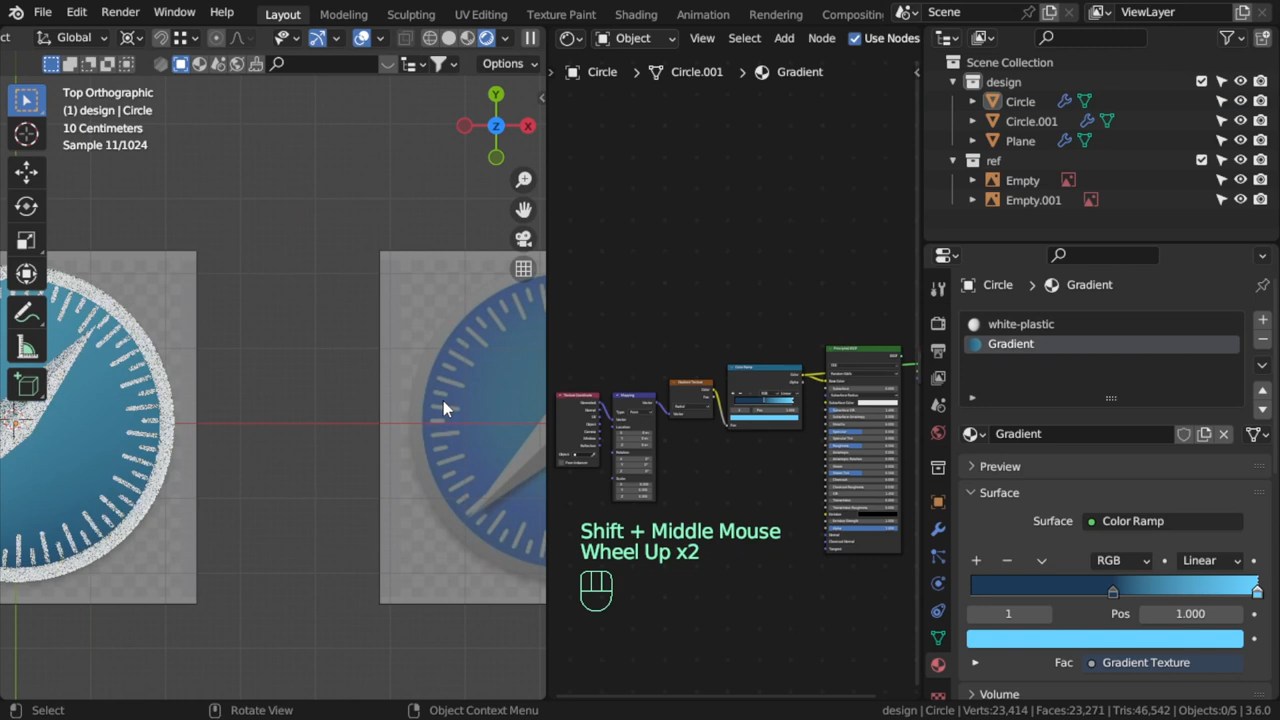 File Edit Render Window Help Layout Modeling Sculpting UV Editing Texture Paint Shading Animation Rendering Compositing Scene ViewLayer
ct Global Object View Select Add Node Use Nodes
Options
Circle Circle.001 Gradient
Top Orthographic
(1) design | Circle
10 Centimeters
Sample 11/1024
Y
Z
X
Scene Collection
design
Circle
Circle.001
Plane
ref
Empty
Empty.001
Circle Gradient
white-plastic
Gradient
Gradient
Preview
Surface
Surface Color Ramp
RGB Linear
1 Pos 1.000
Fac Gradient Texture
Volume
Shift + Middle Mouse
Wheel Up x2
Select Rotate View Object Context Menu design | Circle | Verts:23,414 | Faces:23,271 | Tris:46,542 | Objects:0/5 | 3.6.0